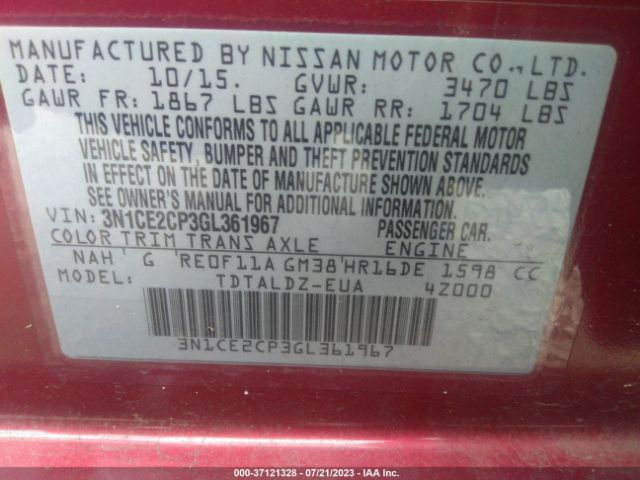 MANUFACTURED BY NISSAN MOTOR CO., LTD.
DATE: 10/15. GVWR: 3470 LBS
GAWR FR: 1867 LBS GAWR RR: 1704 LBS
THIS VEHICLE CONFORMS TO ALL APPLICABLE FEDERAL MOTOR
VEHICLE SAFETY, BUMPER AND THEFT PREVENTION STANDARDS
IN EFFECT ON THE DATE OF MANUFACTURE SHOWN ABOVE.
SEE OWNER'S MANUAL FOR ADDITIONAL INFORMATION.
VIN: 3N1CE2CP3GL361967 PASSENGER CAR.
COLOR TRIM TRANS AXLE ENGINE
NAH G RE0F11A GM38 HR16DE 1598 CC
MODEL: TDTALDZ-EUA 4Z000
3N1CE2CP3GL361967
000-37121328 - 07/21/2023 - IAA Inc.